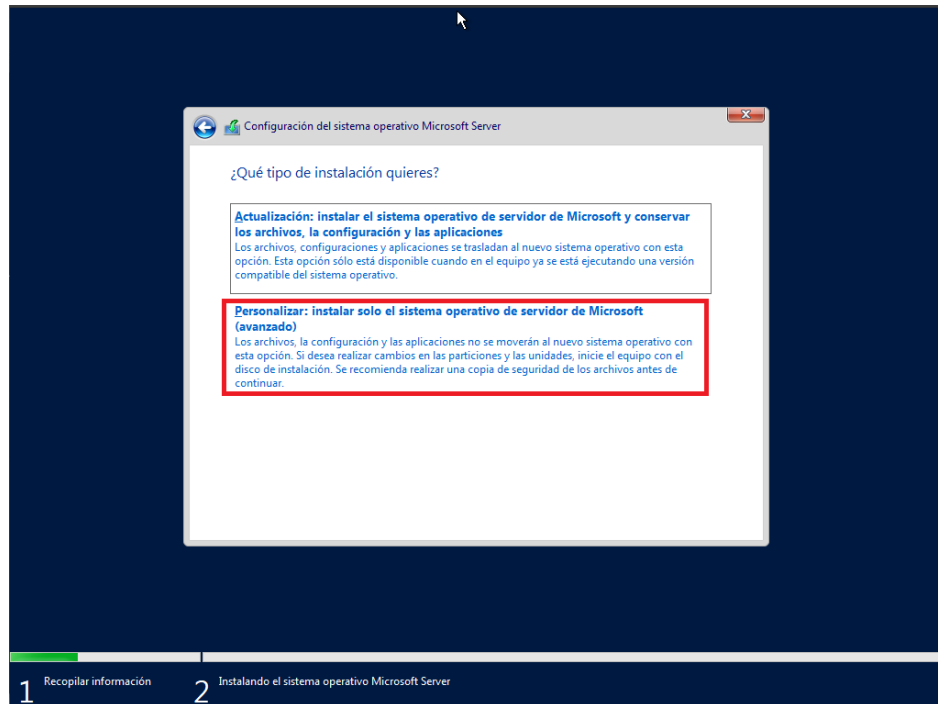 Configuración del sistema operativo Microsoft Server
¿Qué tipo de instalación quieres?
Actualización: instalar el sistema operativo de servidor de Microsoft y conservar
los archivos, la configuración y las aplicaciones
Los archivos, configuraciones y aplicaciones se trasladan al nuevo sistema operativo con esta
opción. Esta opción sólo está disponible cuando en el equipo ya se está ejecutando una versión
compatible del sistema operativo.
Personalizar: instalar solo el sistema operativo de servidor de Microsoft
(avanzado)
Los archivos, la configuración y las aplicaciones no se moverán al nuevo sistema operativo con
esta opción. Si desea realizar cambios en las particiones y las unidades, inicie el equipo con el
disco de instalación. Se recomienda realizar una copia de seguridad de los archivos antes de
continuar.
1 Recopilar información
2 Instalando el sistema operativo Microsoft Server